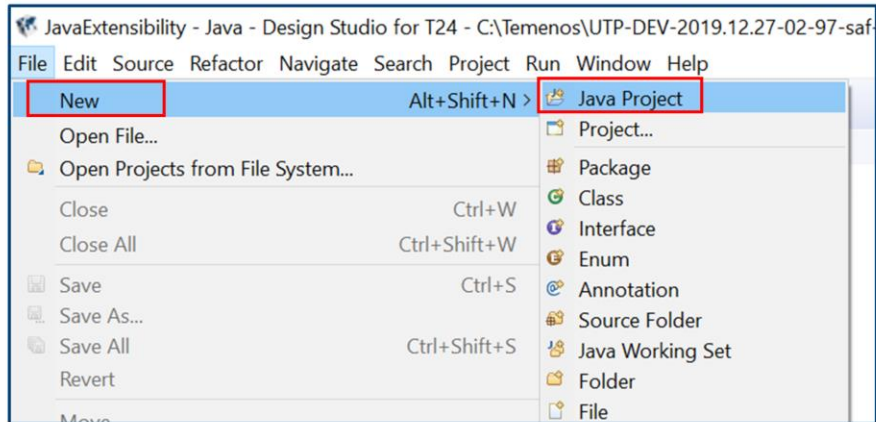 JavaExtensibility - Java - Design Studio for T24 - C:\Temenos\UTP-DEV-2019.12.27-02-97-saf-
File Edit Source Refactor Navigate Search Project Run Window Help
New Alt+Shift+N > Java Project
Open File... Project...
Open Projects from File System... Package
Class
Close Ctrl+W Interface
Close All Ctrl+Shift+W Enum
Save Ctrl+S Annotation
Save As... Source Folder
Save All Ctrl+Shift+S Java Working Set
Revert Folder
Move File